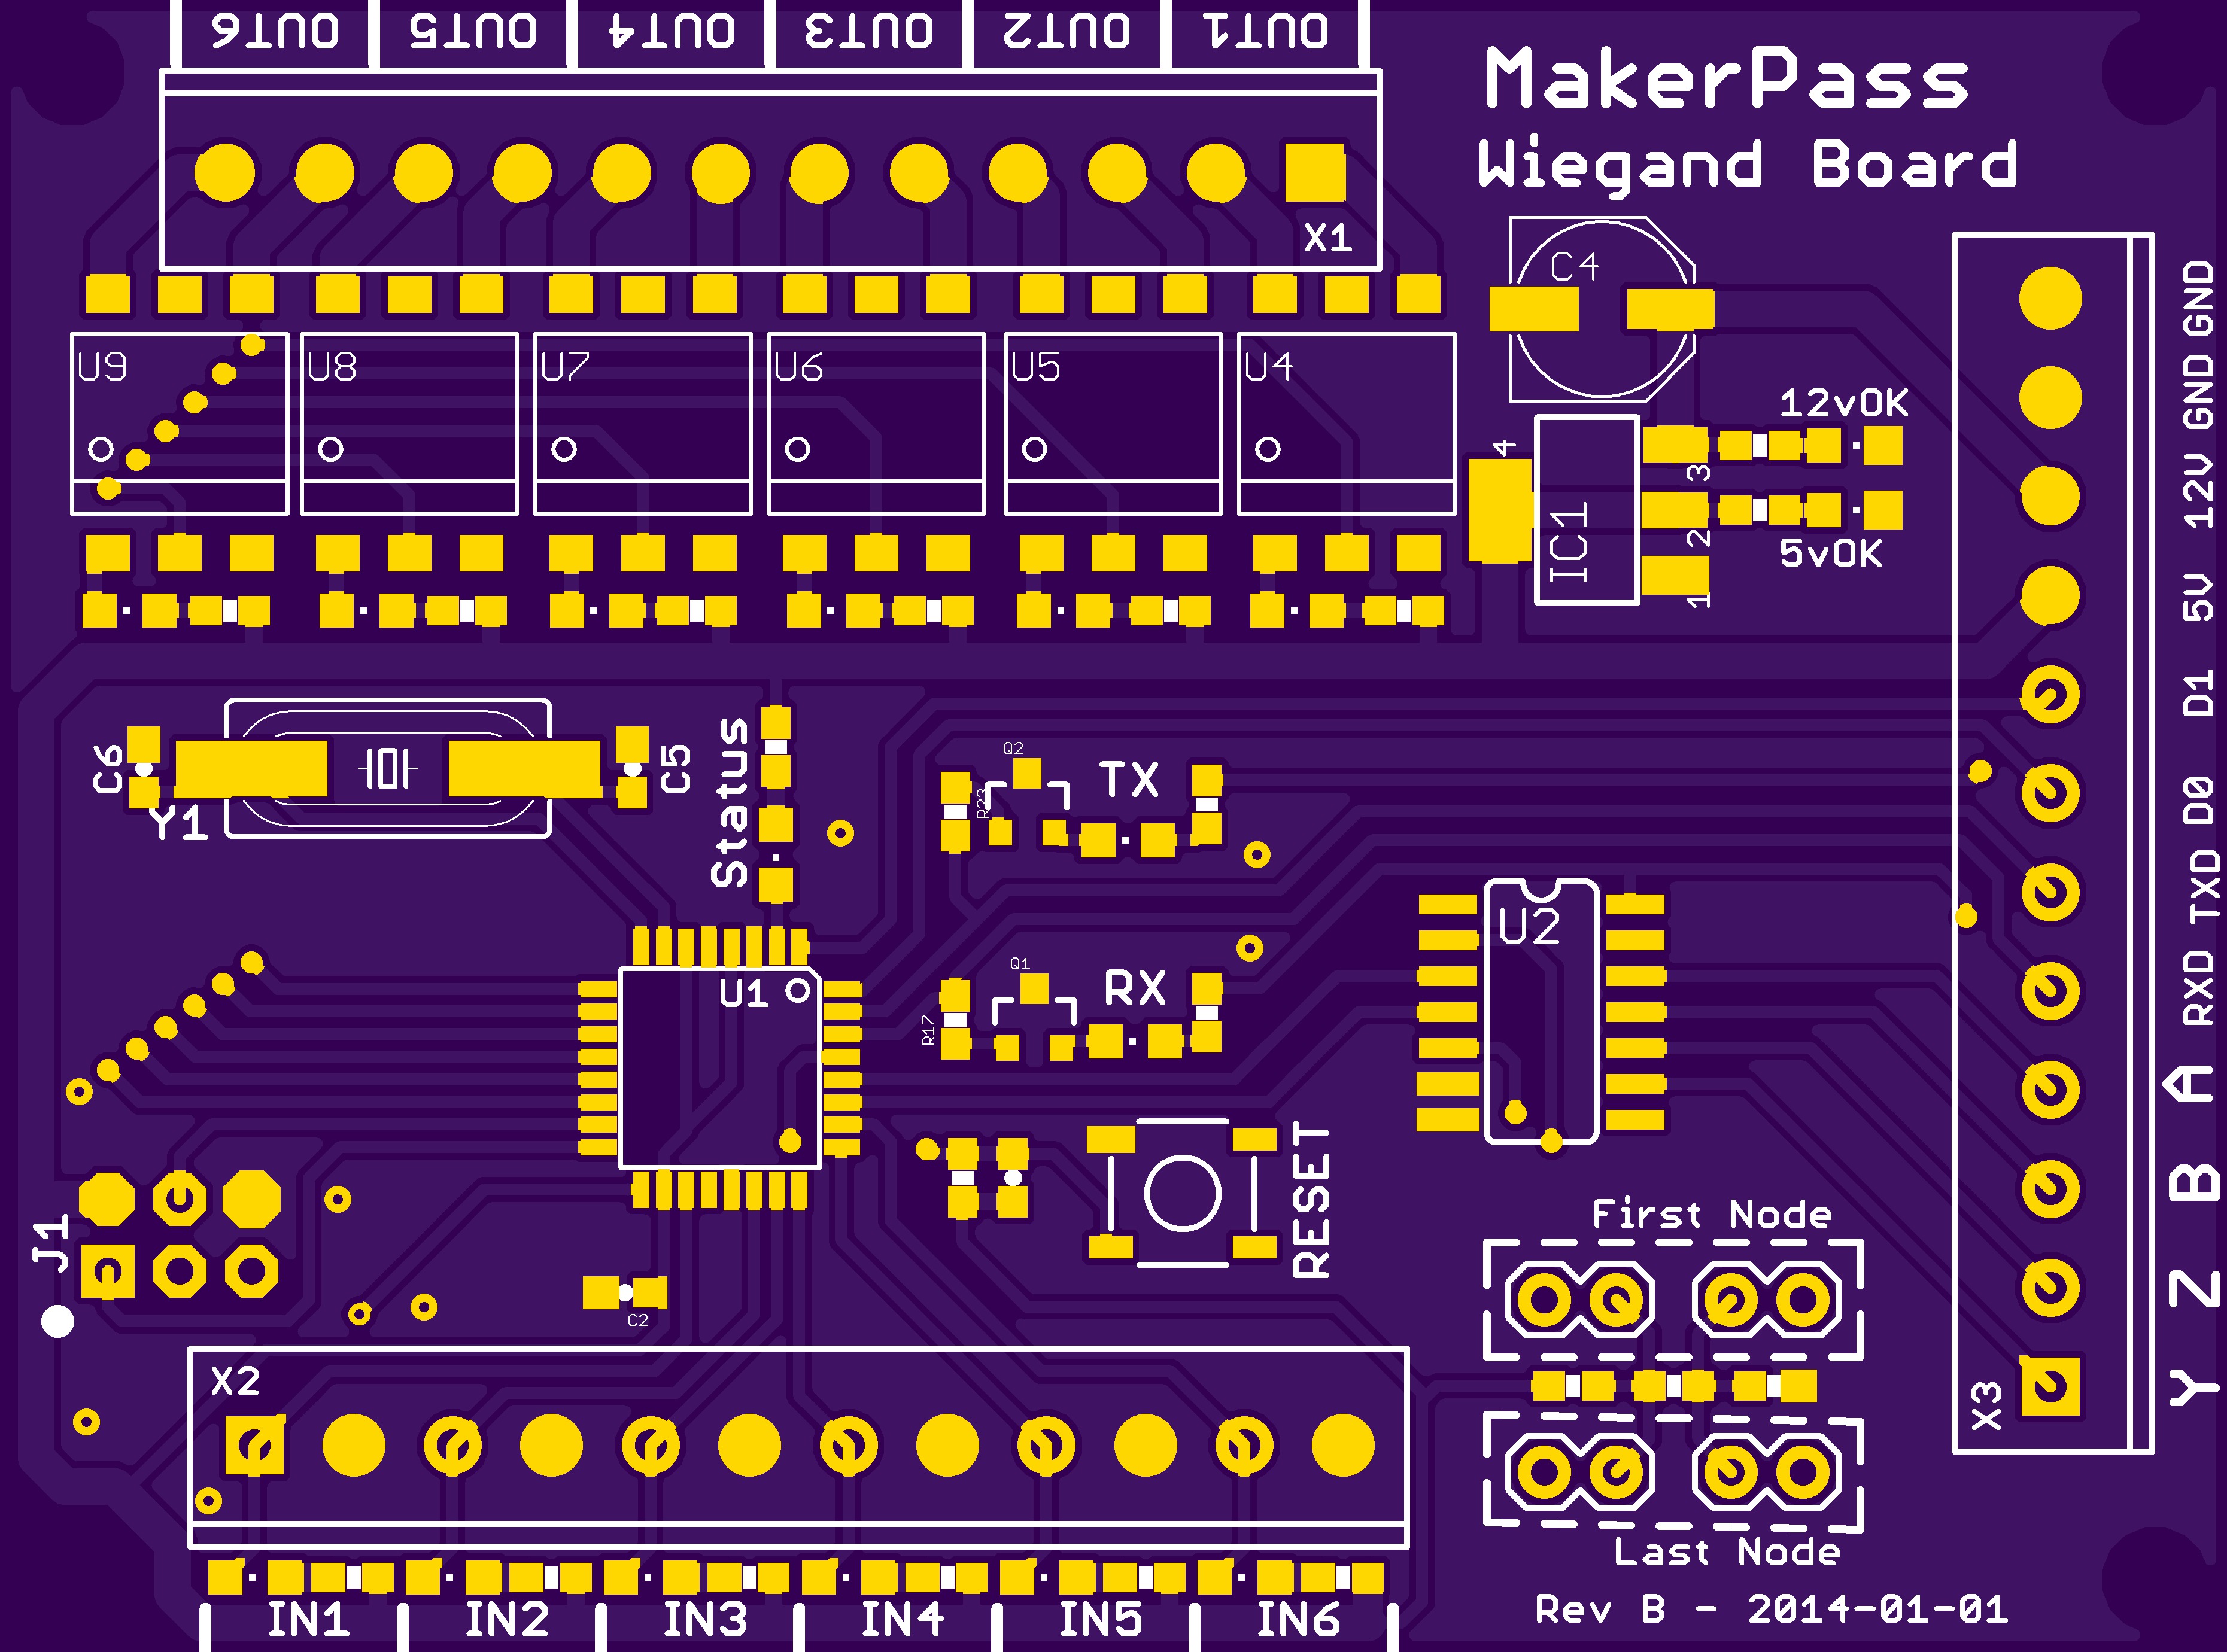 OUT6 OUT5 OUT4 OUT3 OUT2 OUT1
MakerPass
Wiegand Board
X1
C4
U9 U8 U7 U6 U5 U4
12vOK
4
3
IC1
2
5vOK
1
GND
GND
12V
5V
D1
D0
TXD
RXD
A
B
Z
Y
X3
C6
Y1
C5
Status
Q2
R23
TX
U2
U1
Q1
R17
RX
RESET
J1
C2
First Node
X2
Last Node
IN1 IN2 IN3 IN4 IN5 IN6
Rev B - 2014-01-01